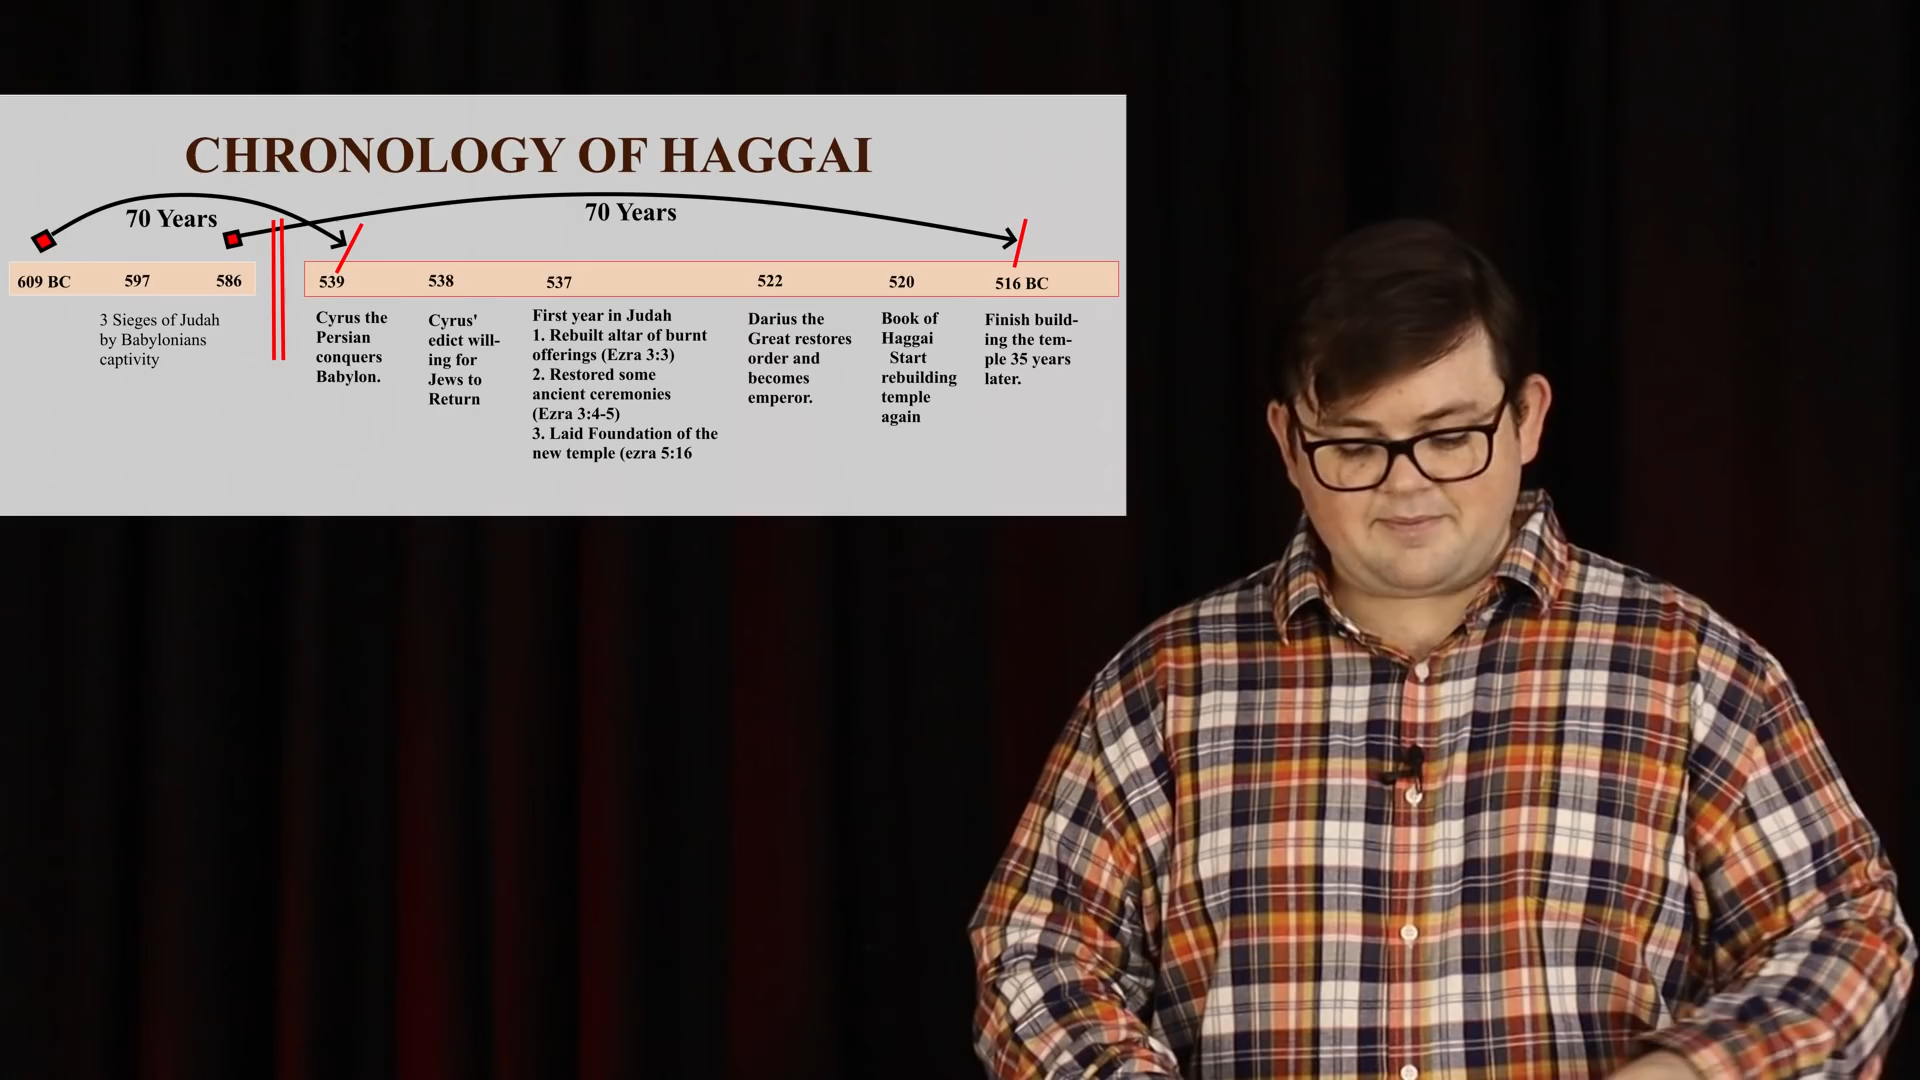 CHRONOLOGY OF HAGGAI
70 Years
70 Years
609 BC
597
586
539
538
537
522
520
516 BC
3 Sieges of Judah
by Babylonians
captivity
Cyrus the
Persian
conquers
Babylon.
Cyrus'
edict will-
ing for
Jews to
Return
First year in Judah
1. Rebuilt altar of burnt
offerings (Ezra 3:3)
2. Restored some
ancient ceremonies
(Ezra 3:4-5)
3. Laid Foundation of the
new temple (ezra 5:16
Darius the
Great restores
order and
becomes
emperor.
Book of
Haggai
Start
rebuilding
temple
again
Finish build-
ing the tem-
ple 35 years
later.